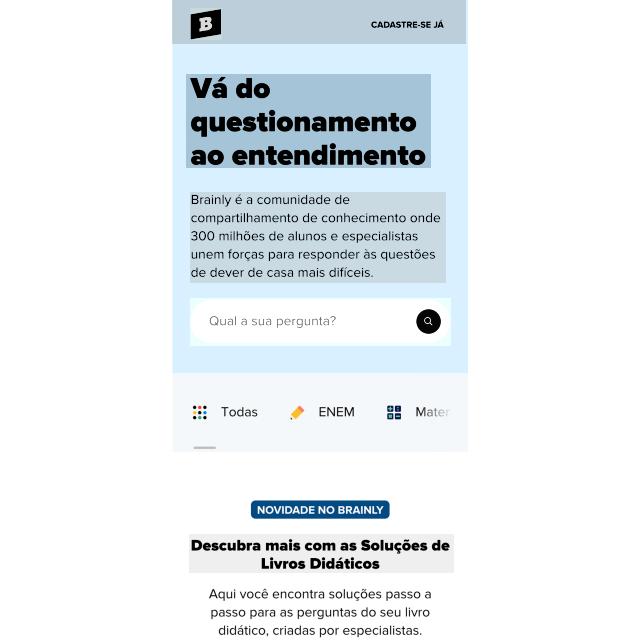 B
CADASTRE-SE JÁ
Vá do
questionamento
ao entendimento
Brainly é a comunidade de
compartilhamento de conhecimento onde
300 milhões de alunos e especialistas
unem forças para responder às questões
de dever de casa mais difíceis.
Qual a sua pergunta?
Todas ENEM Mater
NOVIDADE NO BRAINLY
Descubra mais com as Soluções de
Livros Didáticos
Aqui você encontra soluções passo a
passo para as perguntas do seu livro
didático, criadas por especialistas.